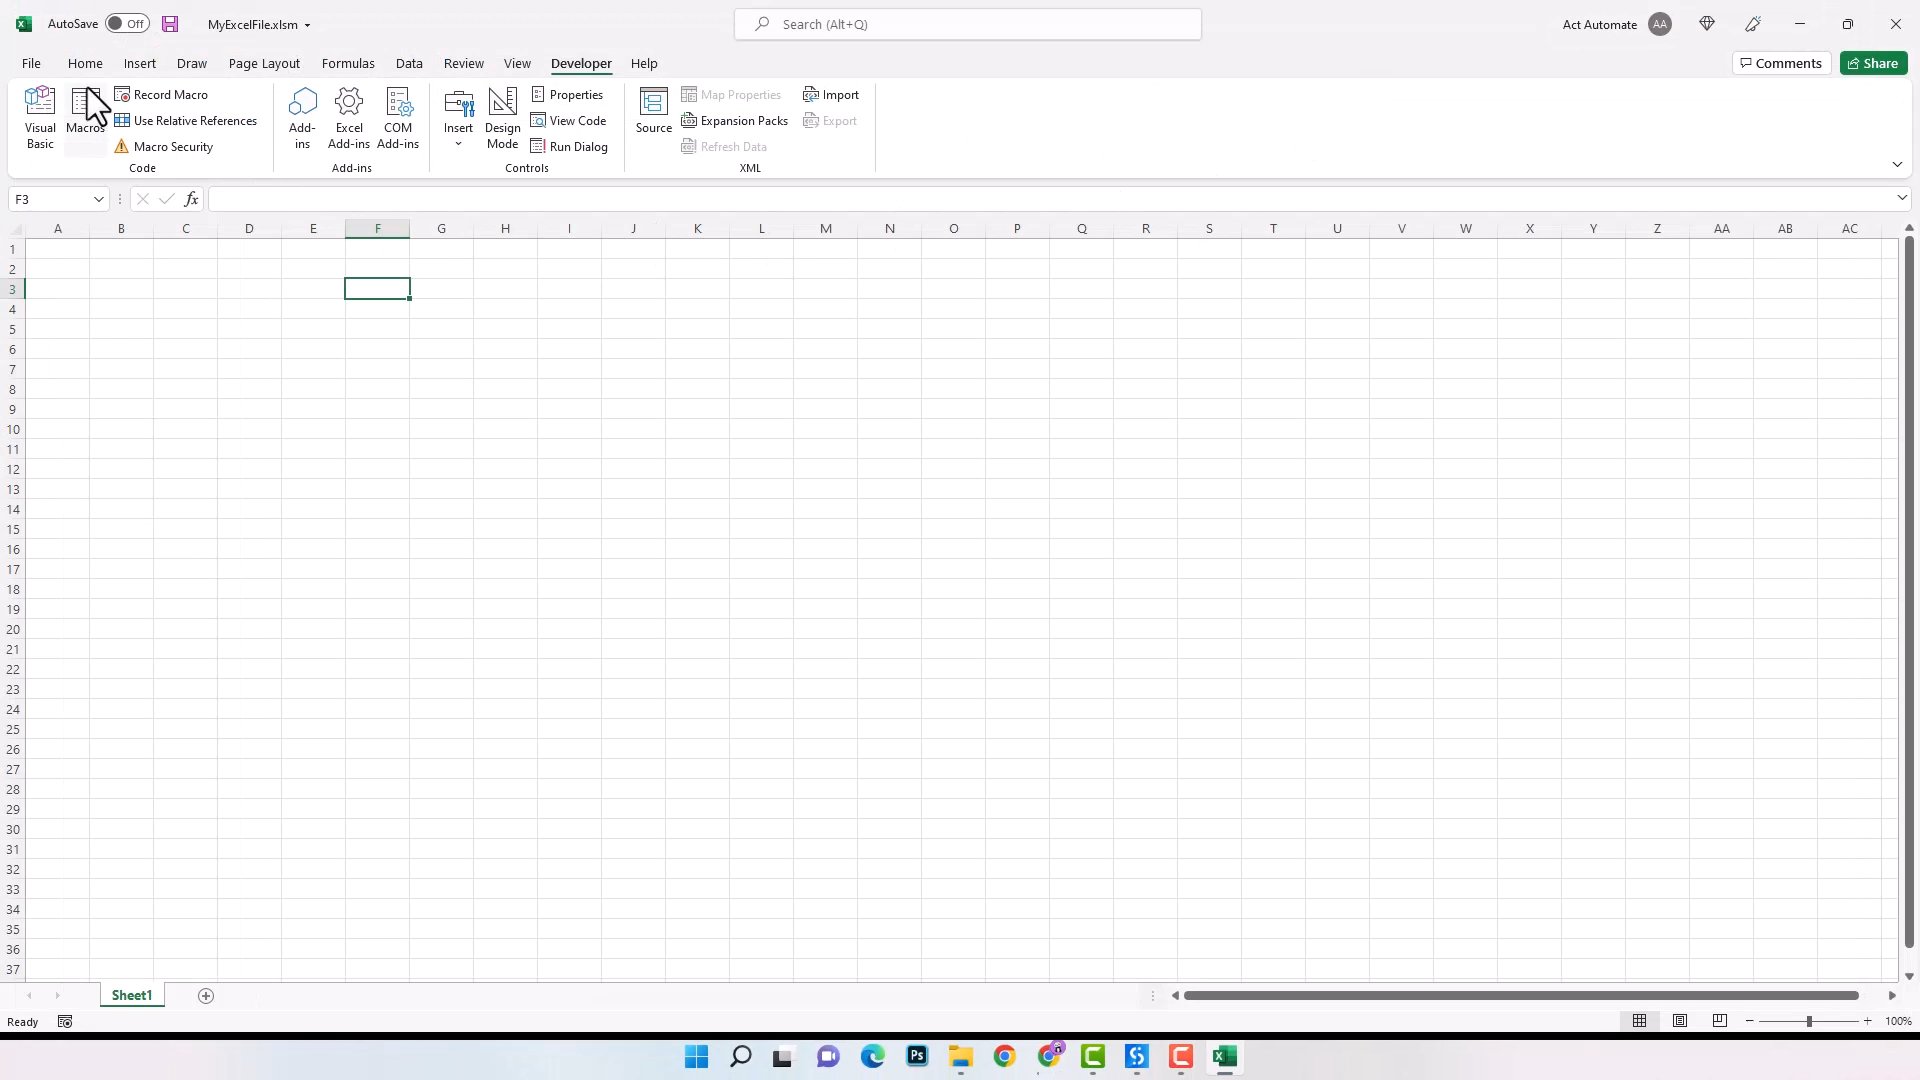 AutoSave Off MyExcelFile.xlsm Search (Alt+Q) Act Automate AA
File Home Insert Draw Page Layout Formulas Data Review View Developer Help Comments Share
Visual Basic
Macros
Record Macro
Use Relative References
Macro Security
Code
Add-ins
Excel Add-ins
COM Add-ins
Add-ins
Insert
Design Mode
Properties
View Code
Run Dialog
Controls
Source
Map Properties
Expansion Packs
Refresh Data
Import
Export
XML
F3 fx
A B C D E F G H I J K L M N O P Q R S T U V W X Y Z AA AB AC
1
2
3
4
5
6
7
8
9
10
11
12
13
14
15
16
17
18
19
20
21
22
23
24
25
26
27
28
29
30
31
32
33
34
35
36
37
Sheet1
Ready 100%
Ps